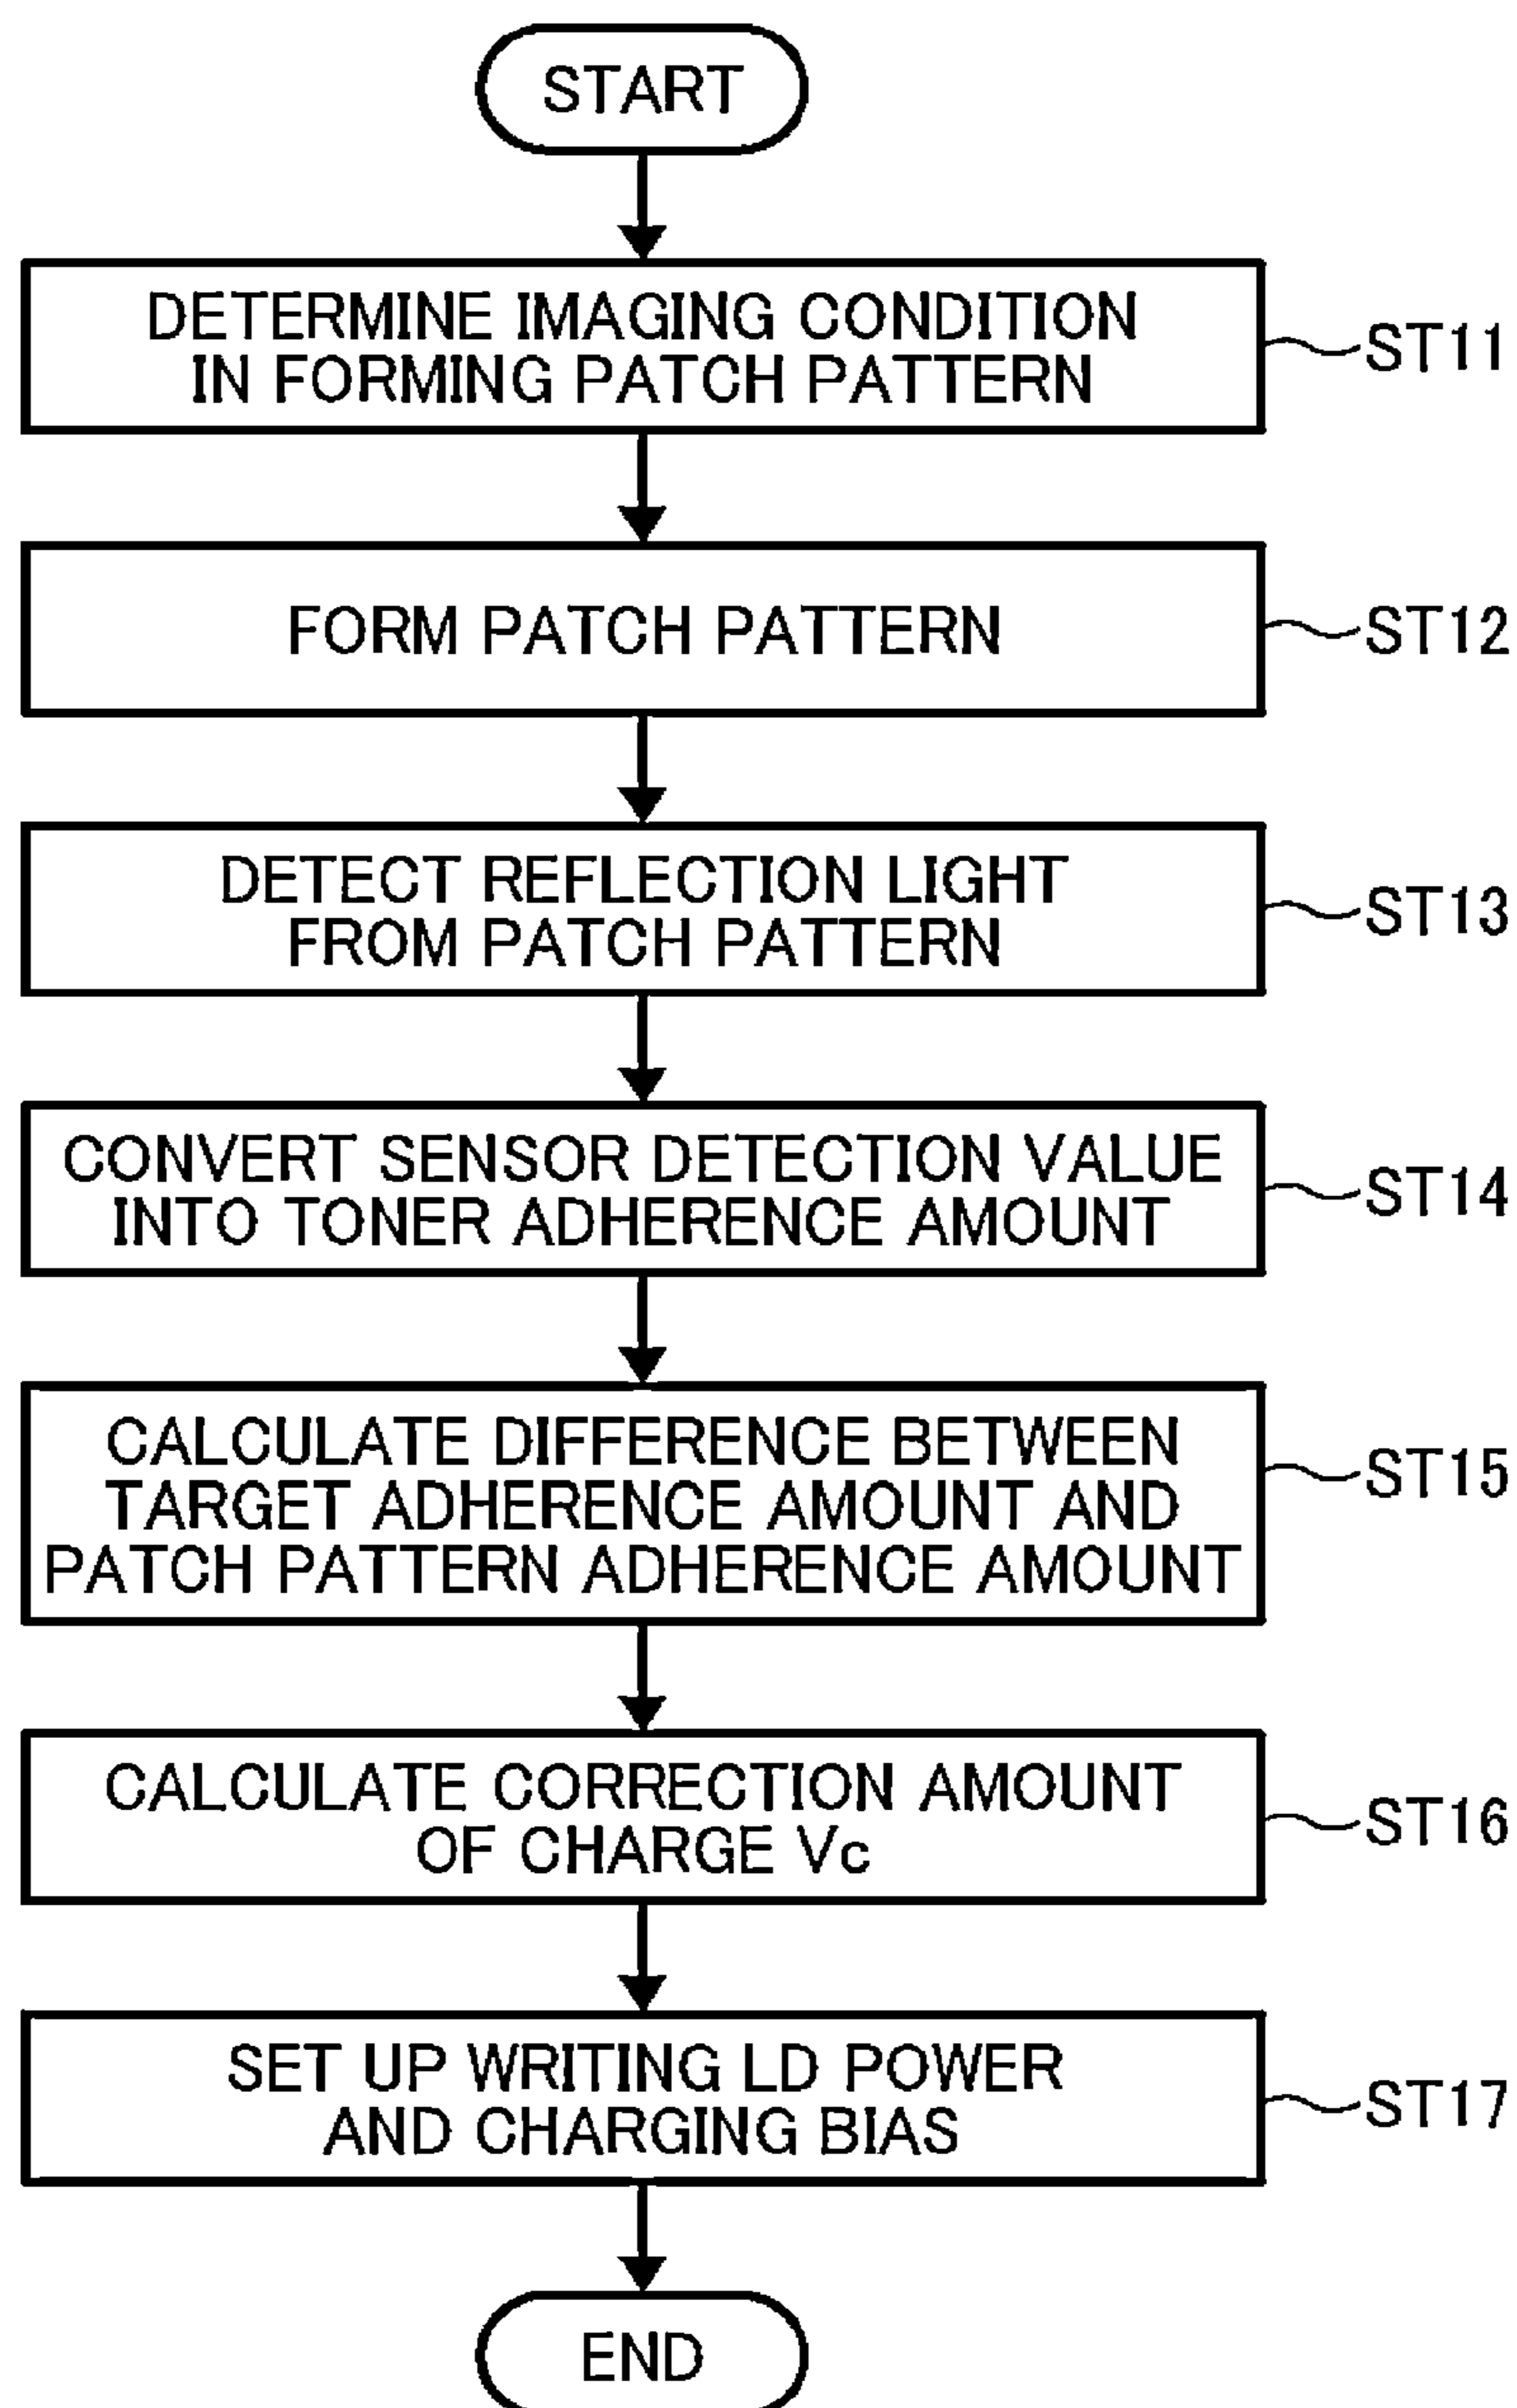 START
DETERMINE IMAGING CONDITION
IN FORMING PATCH PATTERN
ST11
FORM PATCH PATTERN
ST12
DETECT REFLECTION LIGHT
FROM PATCH PATTERN
ST13
CONVERT SENSOR DETECTION VALUE
INTO TONER ADHERENCE AMOUNT
ST14
CALCULATE DIFFERENCE BETWEEN
TARGET ADHERENCE AMOUNT AND
PATCH PATTERN ADHERENCE AMOUNT
ST15
CALCULATE CORRECTION AMOUNT
OF CHARGE Vc
ST16
SET UP WRITING LD POWER
AND CHARGING BIAS
ST17
END